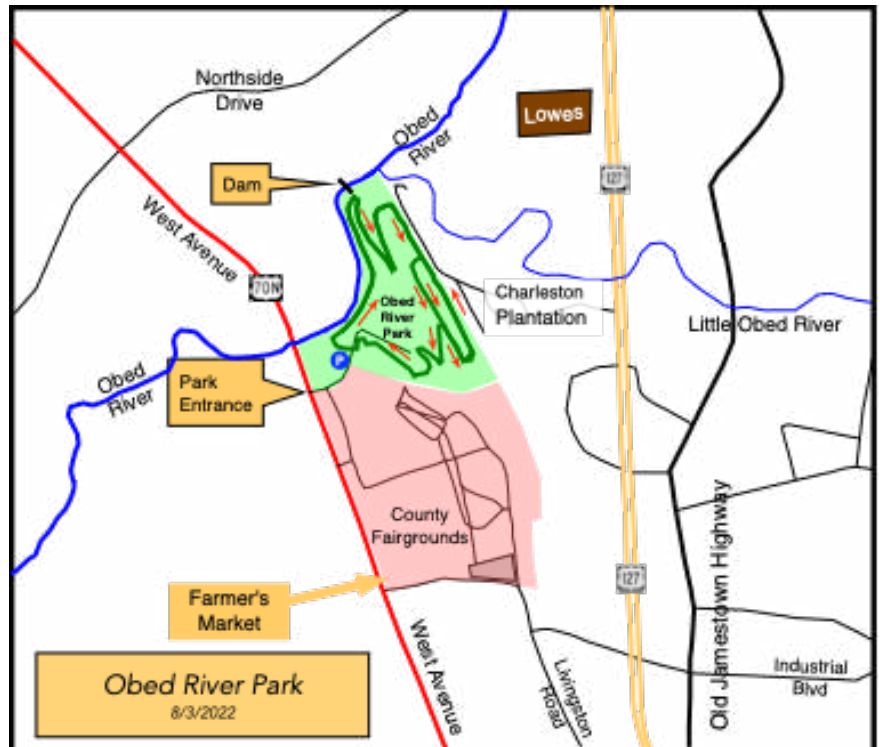 Northside
Drive
Obed
River
Lowes
127
Dam
West Avenue
70N
Obed
River
Park
Charleston
Plantation
Little Obed River
P
Park
Entrance
Obed
River
County
Fairgrounds
127
Farmer's
Market
West Avenue
Old Jamestown Highway
Livingston
Road
Industrial
Blvd
Obed River Park
8/3/2022